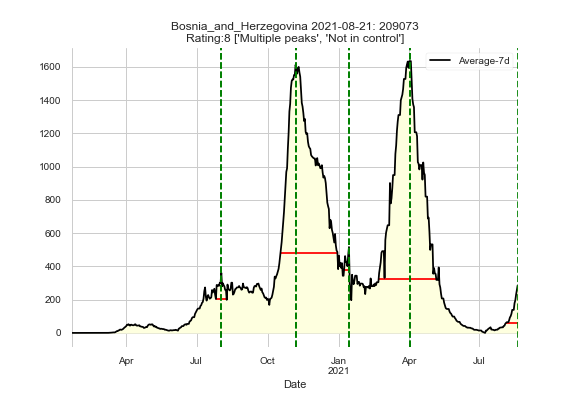 Bosnia_and_Herzegovina 2021-08-21: 209073
Rating:8 ['Multiple peaks', 'Not in control']
Average-7d
1600
1400
1200
1000
800
600
400
200
0
Apr
Jul
Oct
Jan
2021
Apr
Jul
Date